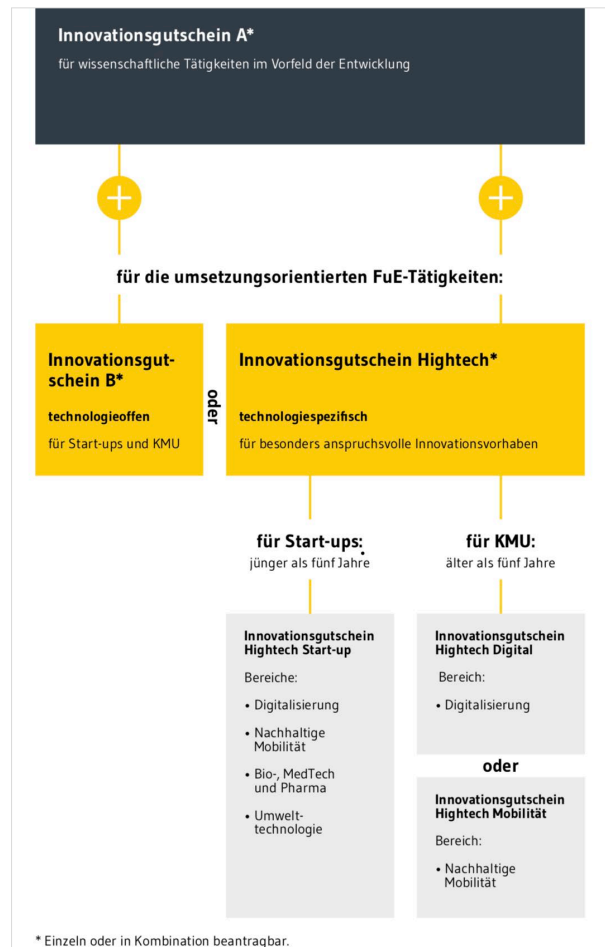 Innovationsgutschein A*
für wissenschaftliche Tätigkeiten im Vorfeld der Entwicklung
für die umsetzungsorientierten FuE-Tätigkeiten:
Innovationsgut-
schein B*
technologieoffen
für Start-ups und KMU
oder
Innovationsgutschein Hightech*
technologiespezifisch
für besonders anspruchsvolle Innovationsvorhaben
für Start-ups:
jünger als fünf Jahre
für KMU:
älter als fünf Jahre
Innovationsgutschein
Hightech Start-up
Bereiche:
• Digitalisierung
• Nachhaltige
Mobilität
• Bio-, MedTech
und Pharma
• Umwelt-
technologie
Innovationsgutschein
Hightech Digital
Bereich:
• Digitalisierung
oder
Innovationsgutschein
Hightech Mobilität
Bereich:
• Nachhaltige
Mobilität
* Einzeln oder in Kombination beantragbar.